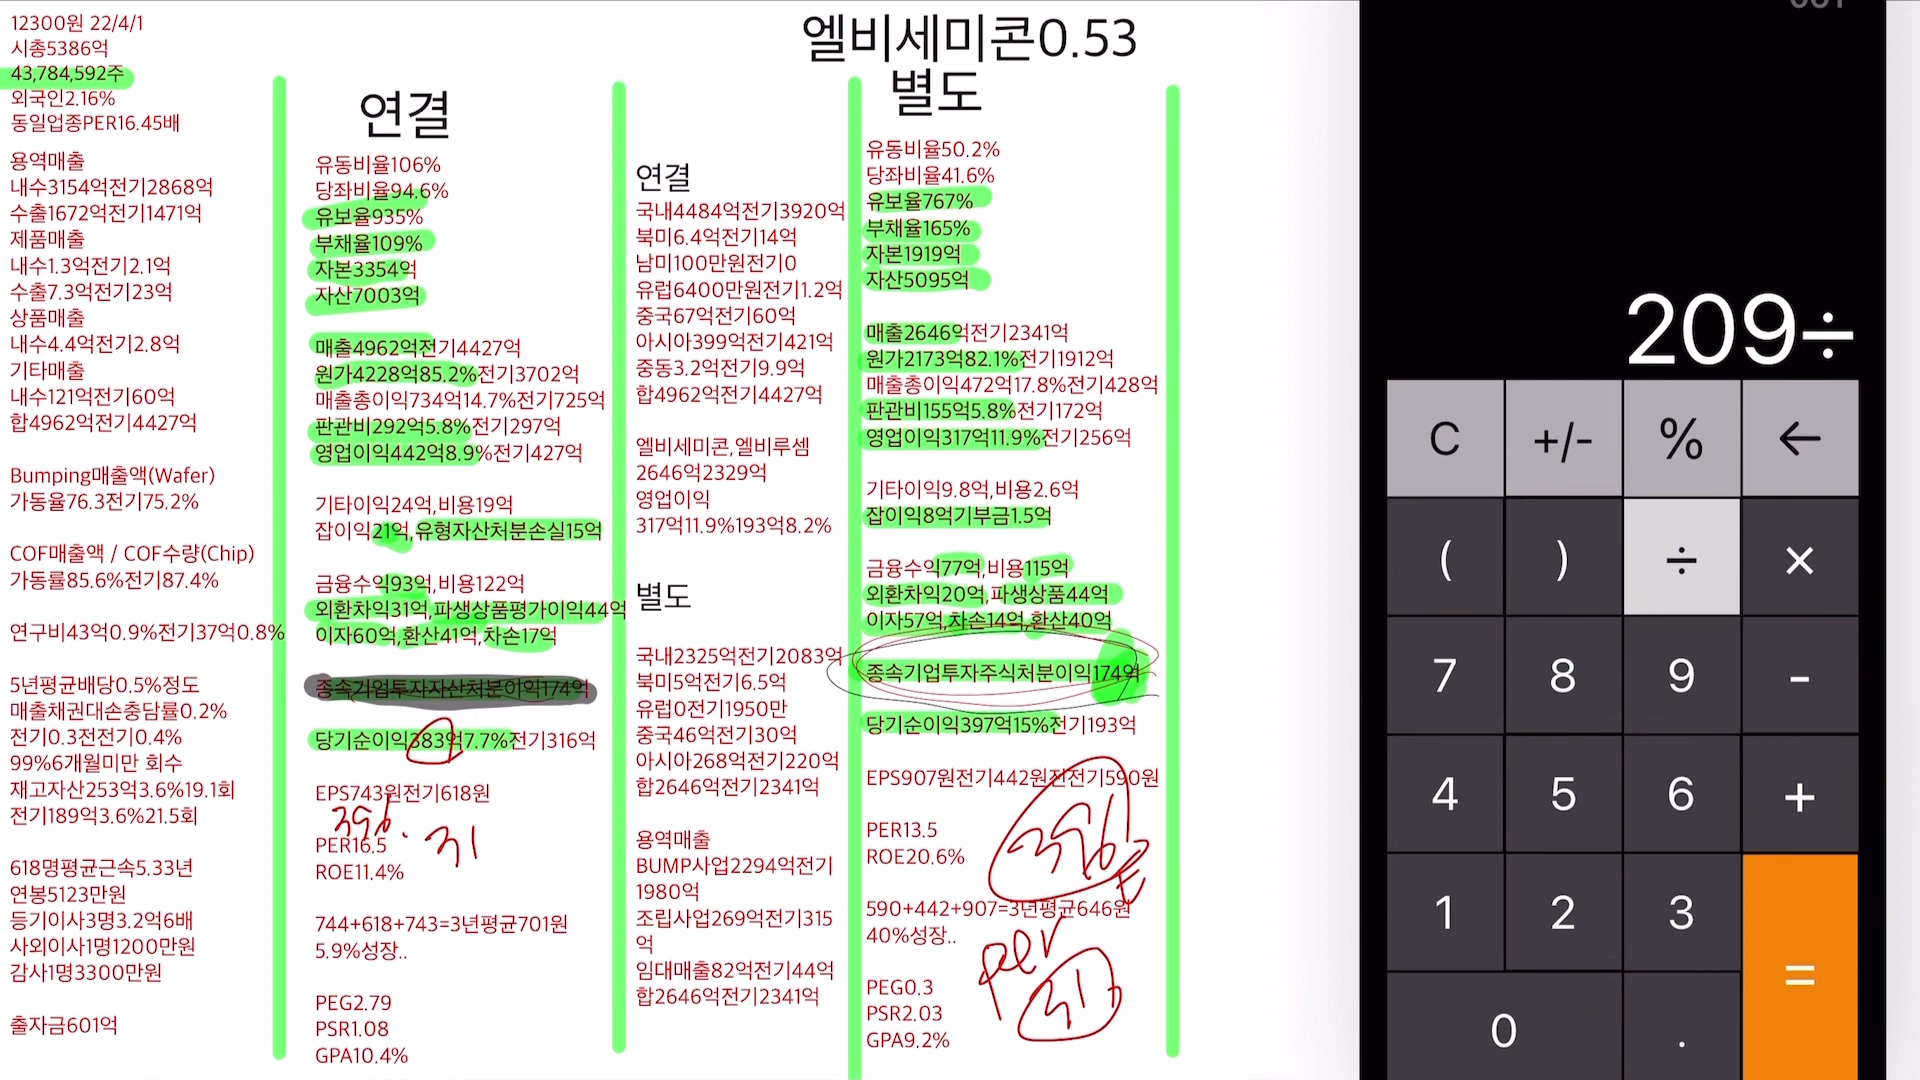 엘비세미콘0.53
12300원 22/4/1
시총5386억
43,784,592주
외국인2.16%
동일업종PER16.45배
용역매출
내수3154억전기2868억
수출1672억전기1471억
제품매출
내수1.3억전기2.1억
수출7.3억전기23억
상품매출
내수4.4억전기2.8억
기타매출
내수121억전기60억
합4962억전기4427억
Bumping매출액(Wafer)
가동율76.3전기75.2%
COF매출액 / COF수량(Chip)
가동률85.6%전기87.4%
연구비43억0.9%전기37억0.8%
5년평균배당0.5%정도
매출채권대손충담률0.2%
전기0.3전전기0.4%
99%6개월미만 회수
재고자산253억3.6%19.1회
전기189억3.6%21.5회
618명평균근속5.33년
연봉5123만원
등기이사3명3.2억6배
사외이사1명1200만원
감사1명3300만원
출자금601억
연결
유동비율106%
당좌비율94.6%
유보율935%
부채율109%
자본3354억
자산7003억
매출4962억전기4427억
원가4228억85.2%전기3702억
매출총이익734억14.7%전기725억
판관비292억5.8%전기297억
영업이익442억8.9%전기427억
기타이익24억,비용19억
잡이익21억,유형자산처분손실15억
금융수익93억,비용122억
외환차익31억,파생상품평가이익44억
이자60억,환산41억,차손17억
종속기업투자자산처분이익174억
당기순이익383억7.7%전기316억
EPS743원전기618원
396.
PER16.5
31
ROE11.4%
744+618+743=3년평균701원
5.9%성장..
PEG2.79
PSR1.08
GPA10.4%
연결
국내4484억전기3920억
북미6.4억전기14억
남미100만원전기0
유럽6400만원전기1.2억
중국67억전기60억
아시아399억전기421억
중동3.2억전기9.9억
합4962억전기4427억
엘비세미콘,엘비루셈
2646억2329억
영업이익
317억11.9%193억8.2%
별도
국내2325억전기2083억
북미5억전기6.5억
유럽0전기1950만
중국46억전기30억
아시아268억전기220억
합2646억전기2341억
용역매출
BUMP사업2294억전기
1980억
조립사업269억전기315
억
임대매출82억전기44억
합2646억전기2341억
별도
유동비율50.2%
당좌비율41.6%
유보율767%
부채율165%
자본1919억
자산5095억
매출2646억전기2341억
원가2173억82.1%전기1912억
매출총이익472억17.8%전기428억
판관비155억5.8%전기172억
영업이익317억11.9%전기256억
기타이익9.8억,비용2.6억
잡이익8억기부금1.5억
금융수익77억,비용115억
외환차익20억,파생상품44억
이자57억,차손14억,환산40억
종속기업투자주식처분이익174억
당기순이익397억15%전기193억
EPS907원전기442원전전기590원
PER13.5
ROE20.6%
396
590+442+907=3년평균646원
40%성장..
per
31
PEG0.3
PSR2.03
GPA9.2%
209÷
C
+/-
%
←
(
)
÷
×
7
8
9
-
4
5
6
+
1
2
3
=
0
.